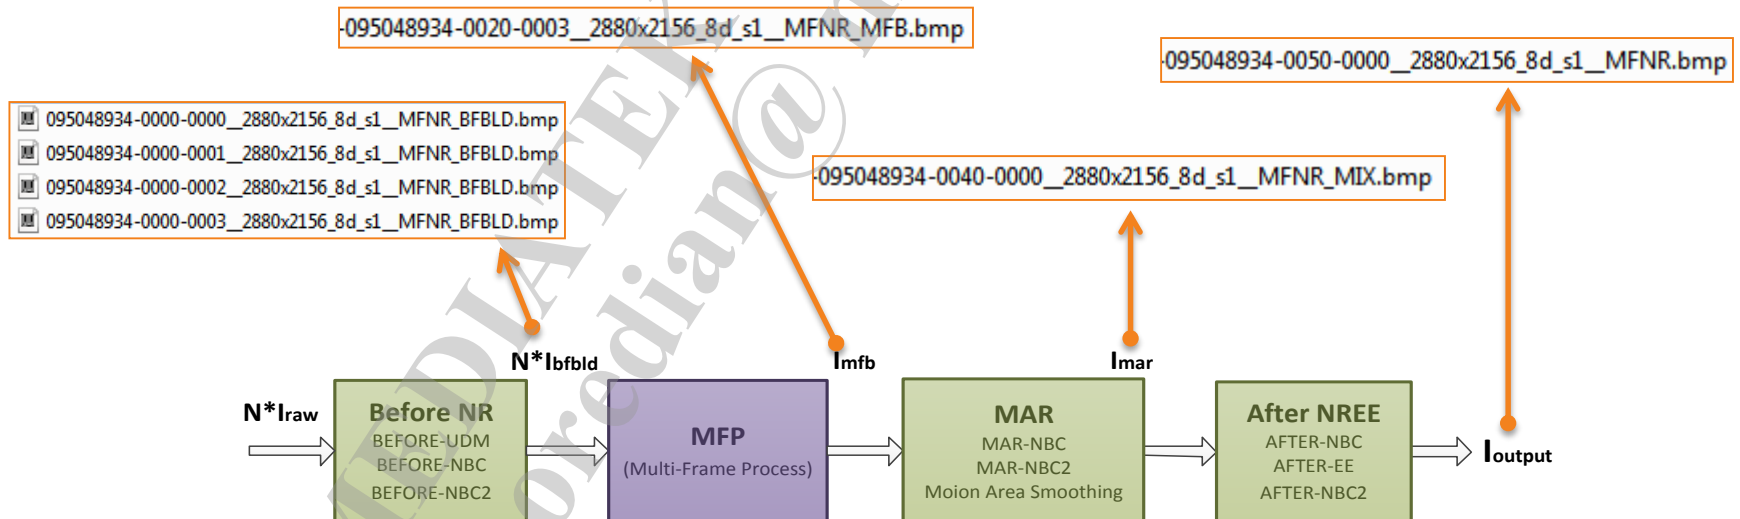 -095048934-0020-0003__2880x2156_8d_s1__MFNR_MFB.bmp
-095048934-0050-0000__2880x2156_8d_s1__MFNR.bmp
095048934-0000-0000__2880x2156_8d_s1__MFNR_BFBLD.bmp
095048934-0000-0001__2880x2156_8d_s1__MFNR_BFBLD.bmp
095048934-0000-0002__2880x2156_8d_s1__MFNR_BFBLD.bmp
095048934-0000-0003__2880x2156_8d_s1__MFNR_BFBLD.bmp
-095048934-0040-0000__2880x2156_8d_s1__MFNR_MIX.bmp
N*Ibfbld
Imfb
Imar
N*Iraw
Before NR
BEFORE-UDM
BEFORE-NBC
BEFORE-NBC2
MFP
(Multi-Frame Process)
MAR
MAR-NBC
MAR-NBC2
Moion Area Smoothing
After NREE
AFTER-NBC
AFTER-EE
AFTER-NBC2
Ioutput
MEDIATEK